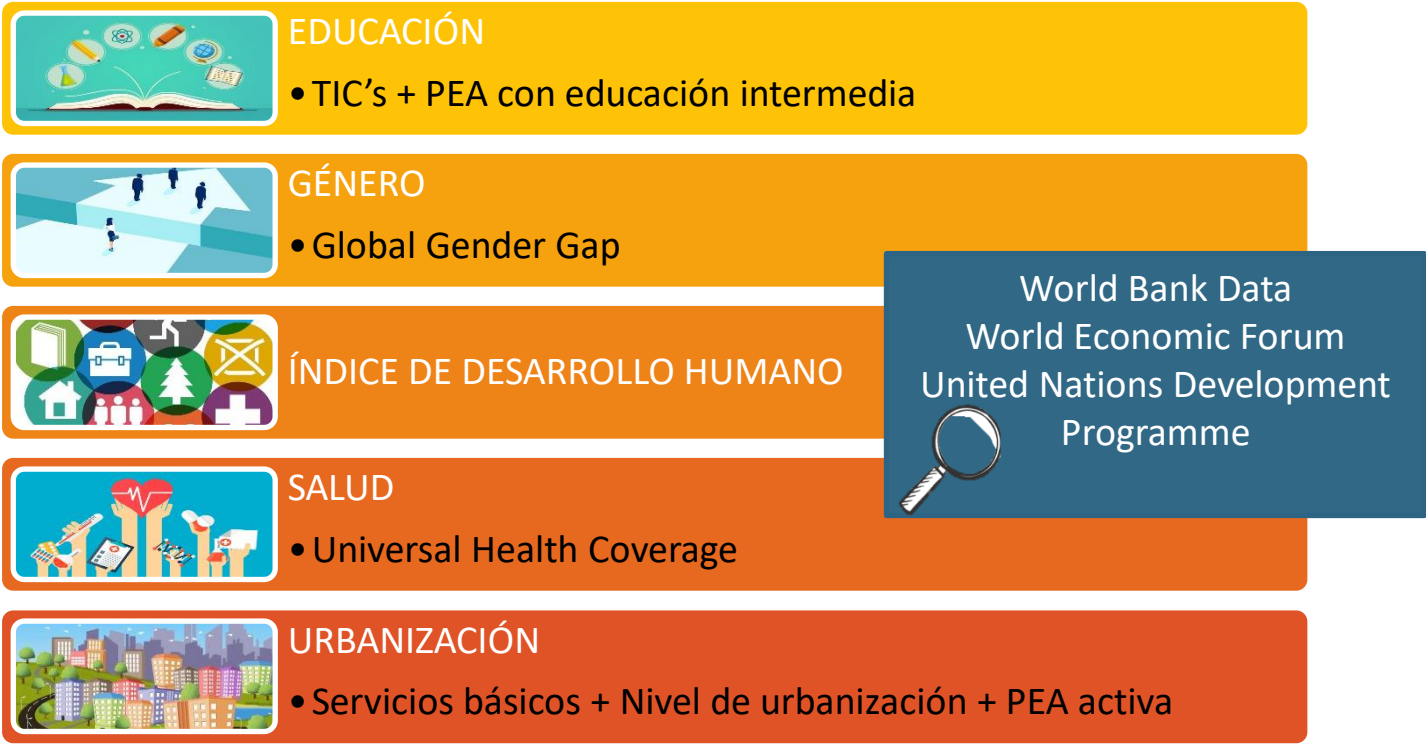 EDUCACIÓN
• TIC’s + PEA con educación intermedia
GÉNERO
• Global Gender Gap
ÍNDICE DE DESARROLLO HUMANO
SALUD
• Universal Health Coverage
URBANIZACIÓN
• Servicios básicos + Nivel de urbanización + PEA activa
World Bank Data
World Economic Forum
United Nations Development
Programme